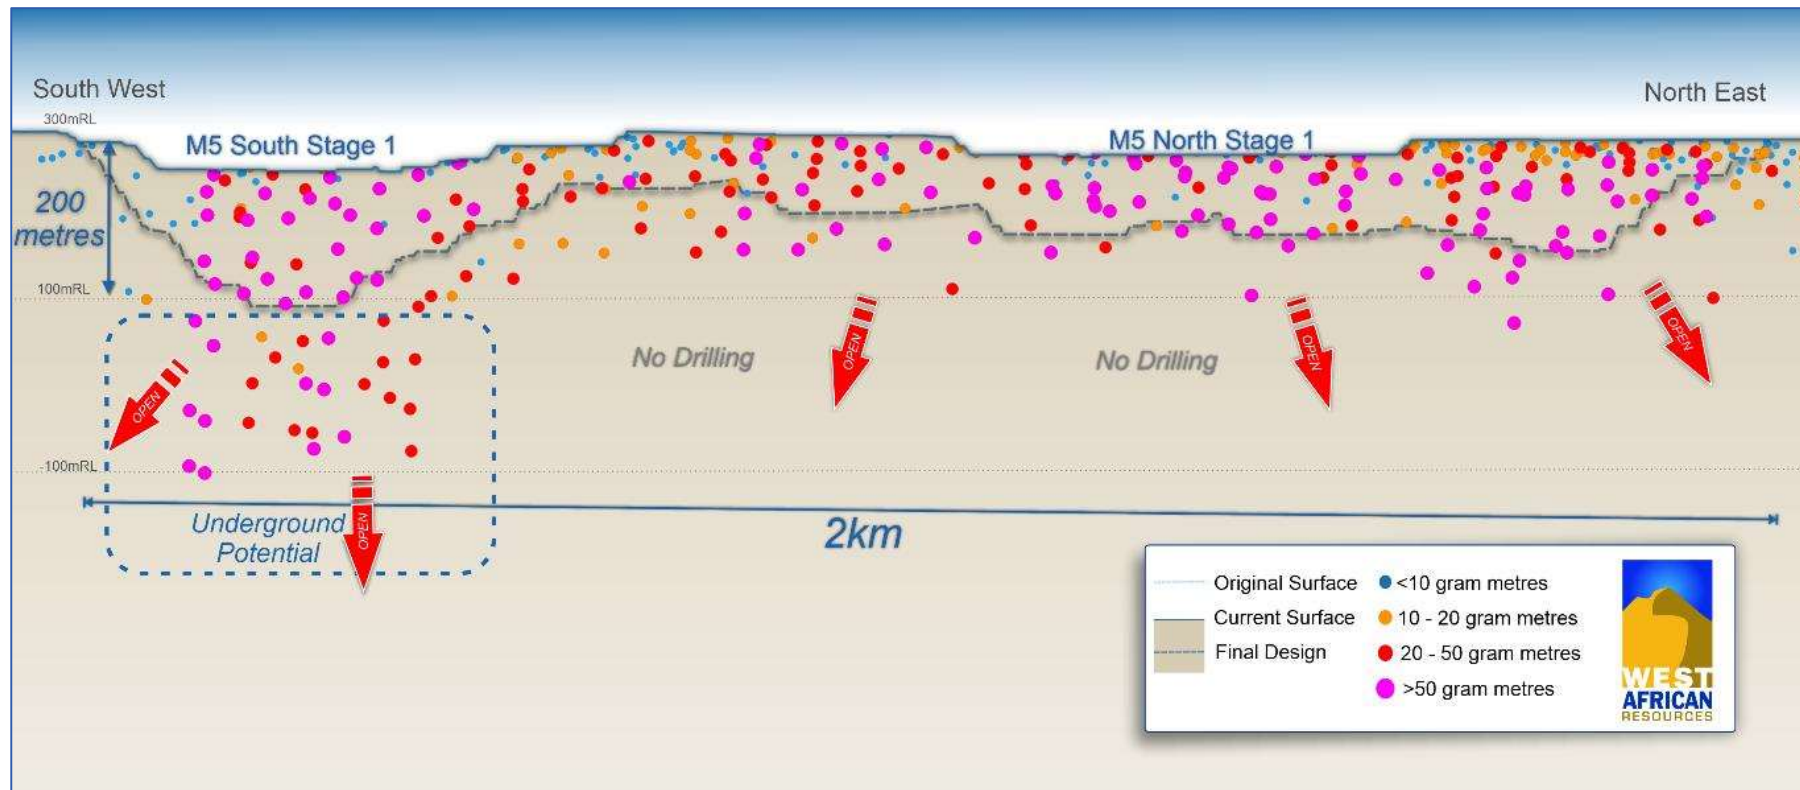 South West
North East
300mRL
M5 South Stage 1
M5 North Stage 1
200
metres
100mRL
No Drilling
OPEN
No Drilling
OPEN
OPEN
OPEN
-100mRL
OPEN
Underground
Potential
2km
Original Surface
Current Surface
Final Design
<10 gram metres
10 - 20 gram metres
20 - 50 gram metres
>50 gram metres
WEST
AFRICAN
RESOURCES